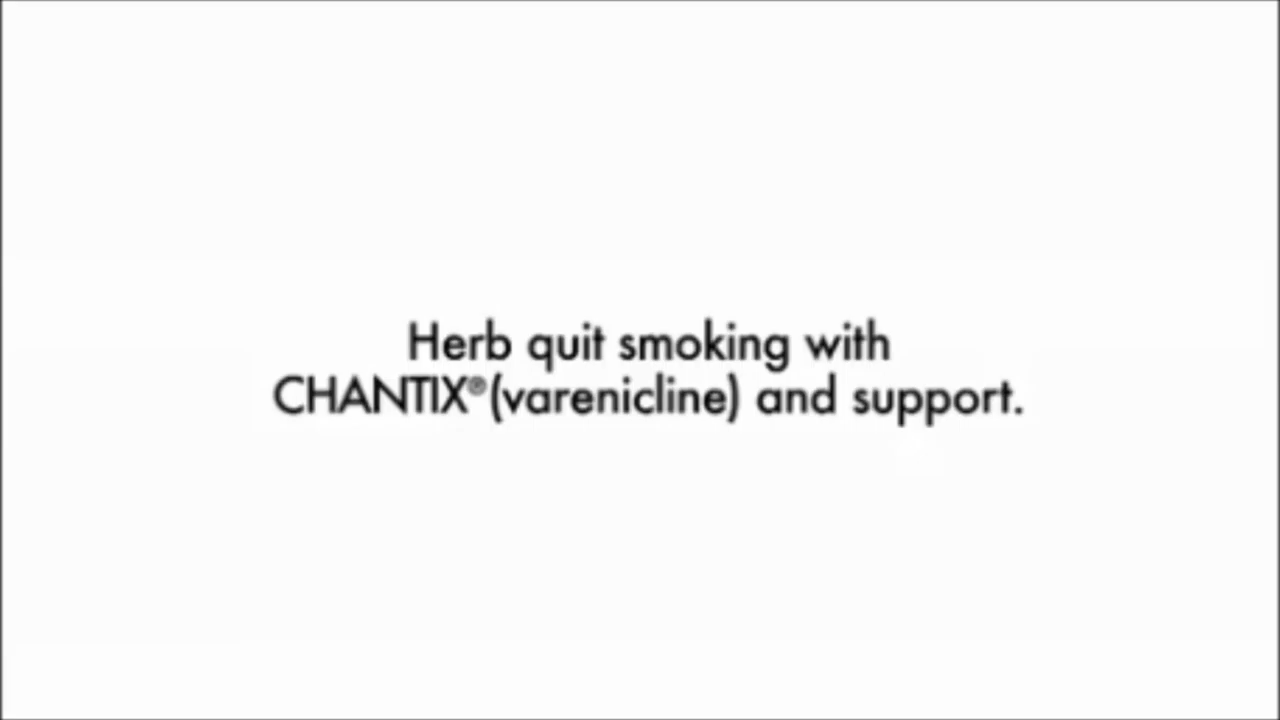 Herb quit smoking with
CHANTIX®(varenicline) and support.